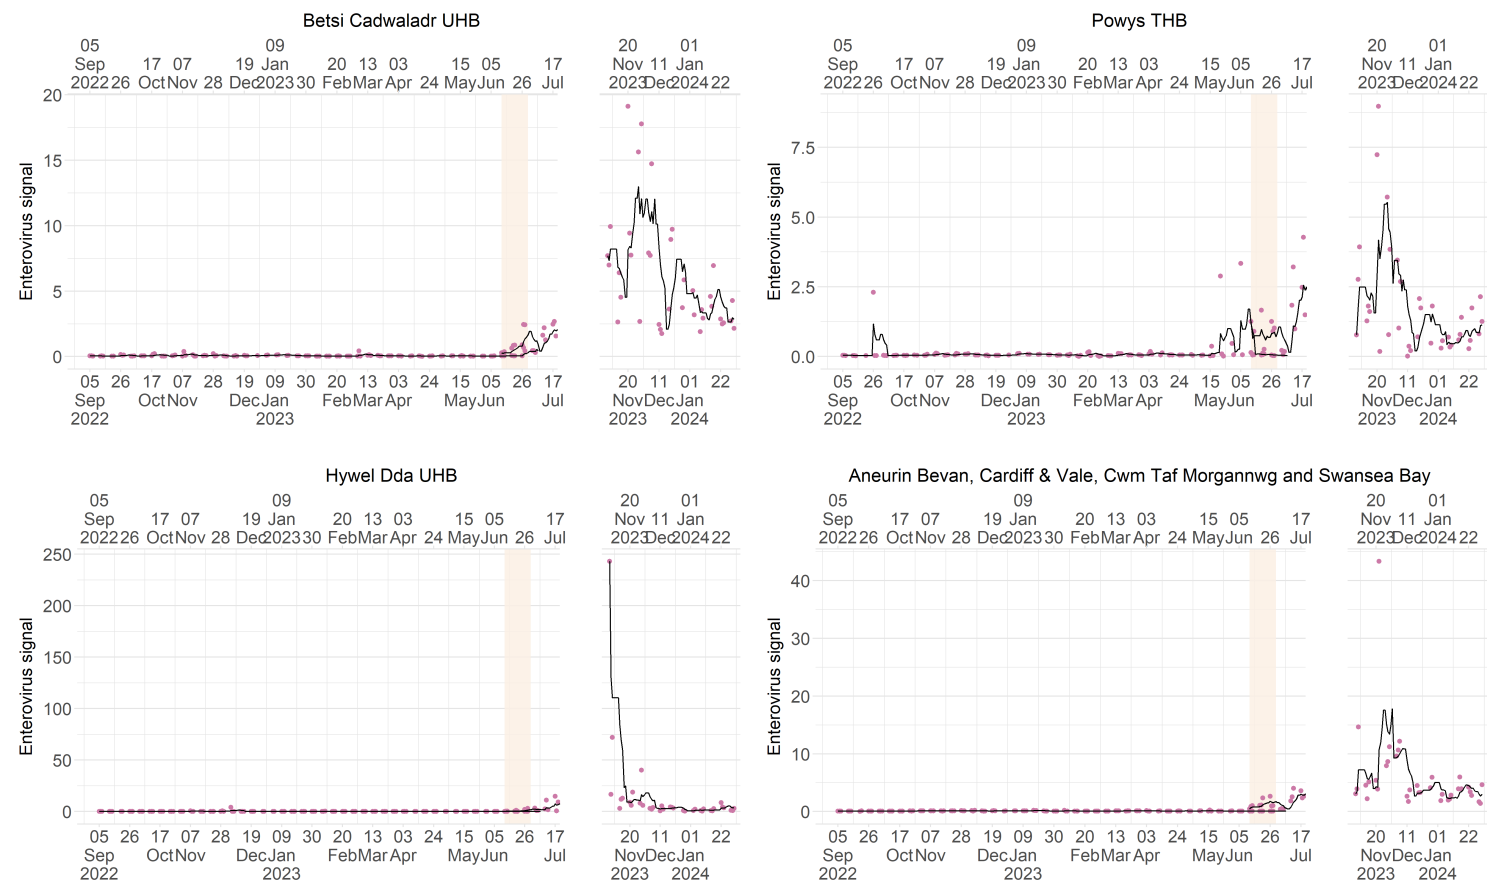 Betsi Cadwaladr UHB
05 09 20 01
Sep 17 07 19 Jan 20 13 03 15 05 17 Nov 11 Jan
2022 26 Oct Nov 28 Dec 2023 30 Feb Mar Apr 24 May Jun 26 Jul 2023 Dec 2024 22
20
15
10
5
0
Enterovirus signal
05 26 17 07 28 19 09 30 20 13 03 24 15 05 26 17 20 11 01 22
Sep Oct Nov Dec Jan Feb Mar Apr May Jun Jul Nov Dec Jan
2022 2023 2023 2024
Powys THB
05 09 20 01
Sep 17 07 19 Jan 20 13 03 15 05 17 Nov 11 Jan
2022 26 Oct Nov 28 Dec 2023 30 Feb Mar Apr 24 May Jun 26 Jul 2023 Dec 2024 22
7.5
5.0
2.5
0.0
Enterovirus signal
05 26 17 07 28 19 09 30 20 13 03 24 15 05 26 17 20 11 01 22
Sep Oct Nov Dec Jan Feb Mar Apr May Jun Jul Nov Dec Jan
2022 2023 2023 2024
Hywel Dda UHB
05 09 20 01
Sep 17 07 19 Jan 20 13 03 15 05 17 Nov 11 Jan
2022 26 Oct Nov 28 Dec 2023 30 Feb Mar Apr 24 May Jun 26 Jul 2023 Dec 2024 22
250
200
150
100
50
0
Enterovirus signal
05 26 17 07 28 19 09 30 20 13 03 24 15 05 26 17 20 11 01 22
Sep Oct Nov Dec Jan Feb Mar Apr May Jun Jul Nov Dec Jan
2022 2023 2023 2024
Aneurin Bevan, Cardiff & Vale, Cwm Taf Morgannwg and Swansea Bay
05 09 20 01
Sep 17 07 19 Jan 20 13 03 15 05 17 Nov 11 Jan
2022 26 Oct Nov 28 Dec 2023 30 Feb Mar Apr 24 May Jun 26 Jul 2023 Dec 2024 22
40
30
20
10
0
Enterovirus signal
05 26 17 07 28 19 09 30 20 13 03 24 15 05 26 17 20 11 01 22
Sep Oct Nov Dec Jan Feb Mar Apr May Jun Jul Nov Dec Jan
2022 2023 2023 2024